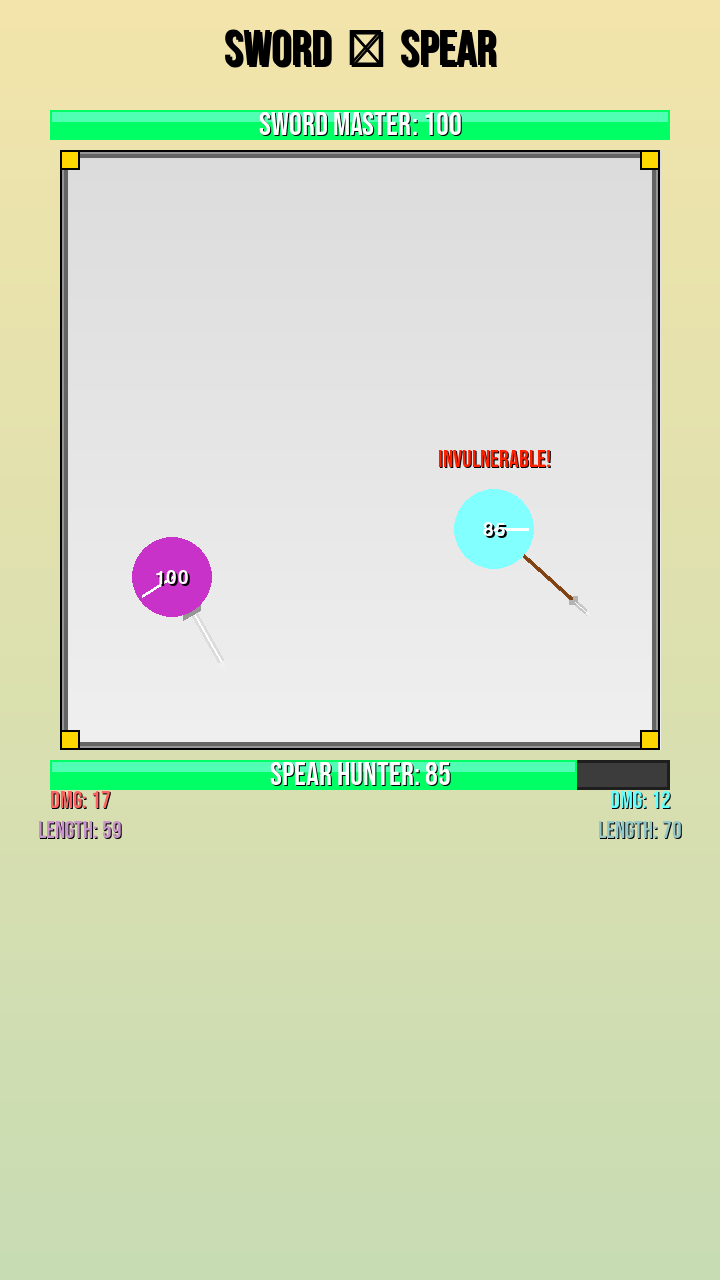 SWORD SPEAR
SWORD MASTER: 100
INVULNERABLE!
85
100
SPEAR HUNTER: 85
DMG: 17
DMG: 12
LENGTH: 59
LENGTH: 70